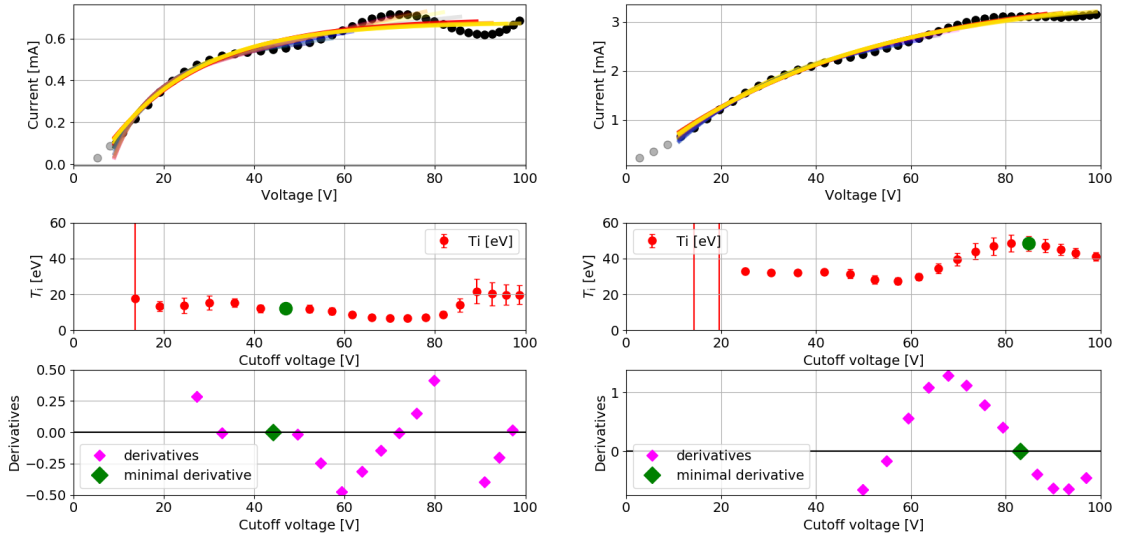 0.6
0.4
0.2
0.0
Current [mA]
0 20 40 60 80 100
Voltage [V]
3
2
1
Current [mA]
0 20 40 60 80 100
Voltage [V]
60
40
20
0
Ti [eV]
Ti [eV]
0 20 40 60 80 100
Cutoff voltage [V]
60
40
20
0
Ti [eV]
Ti [eV]
0 20 40 60 80 100
Cutoff voltage [V]
0.50
0.25
0.00
−0.25
−0.50
Derivatives
derivatives
minimal derivative
0 20 40 60 80 100
Cutoff voltage [V]
1
0
Derivatives
derivatives
minimal derivative
0 20 40 60 80 100
Cutoff voltage [V]